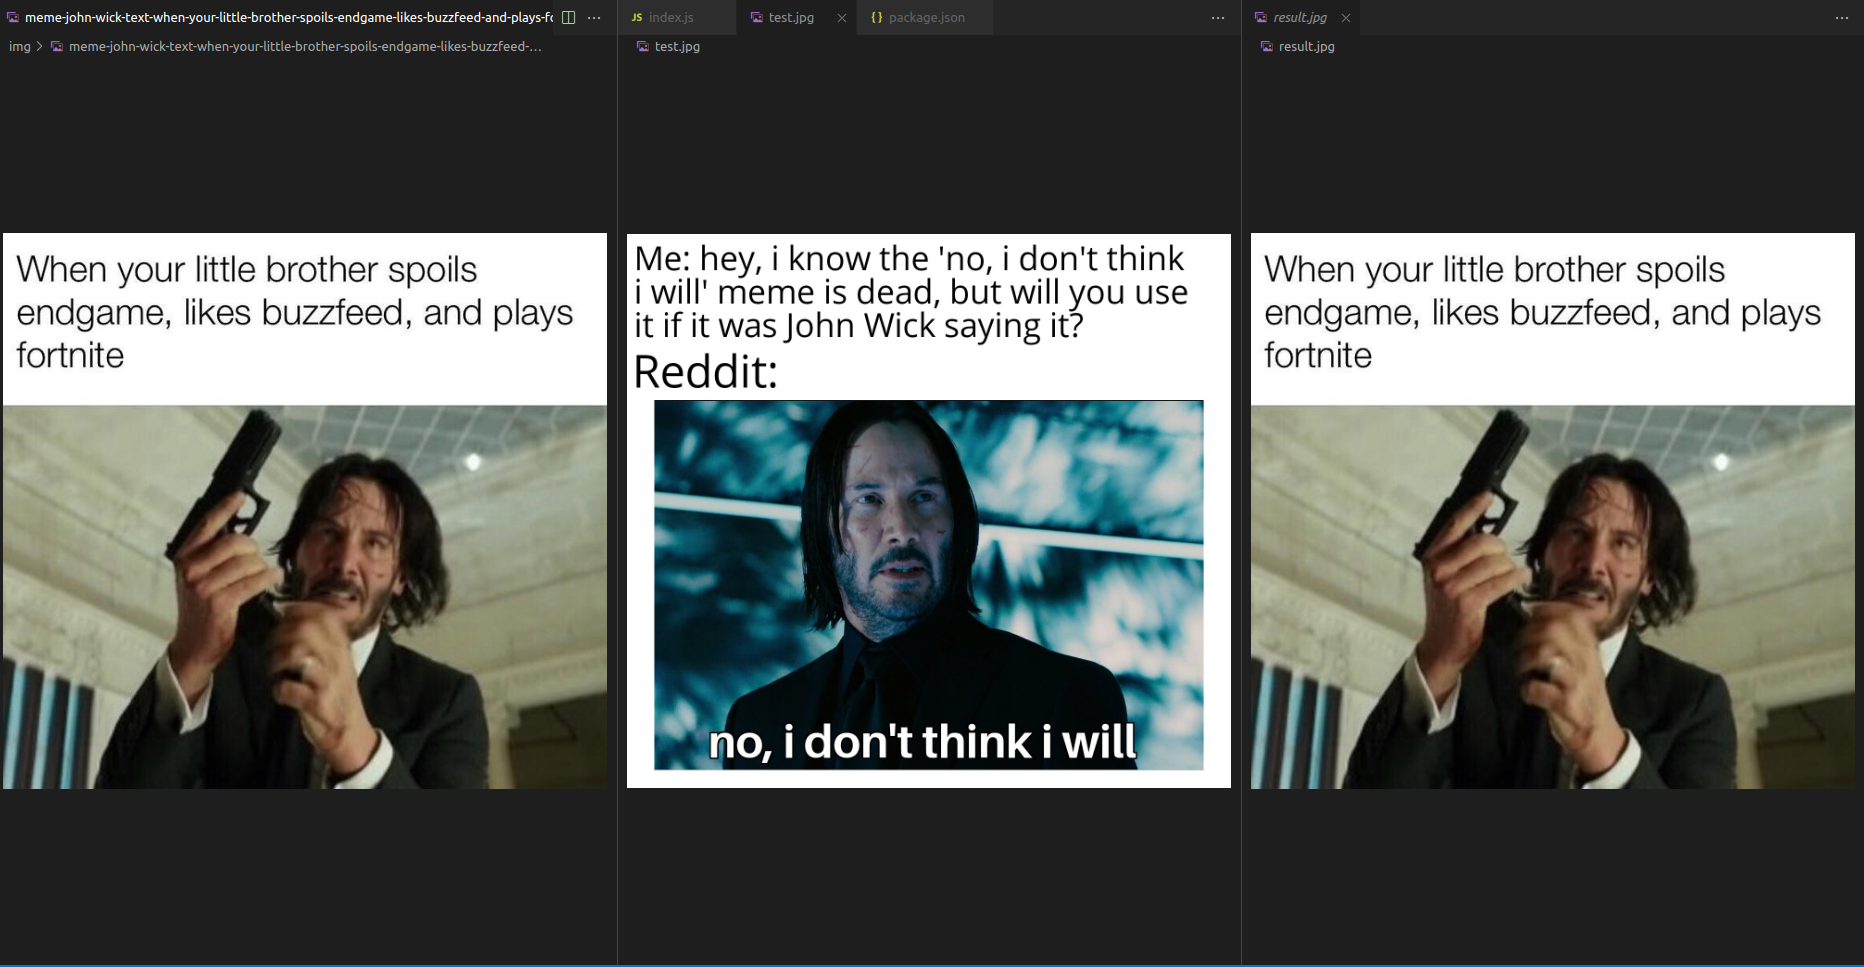 meme-john-wick-text-when-your-little-brother-spoils-endgame-likes-buzzfeed-and-plays-fo
img > meme-john-wick-text-when-your-little-brother-spoils-endgame-likes-buzzfeed-...
When your little brother spoils
endgame, likes buzzfeed, and plays
fortnite
JS index.js
test.jpg
{} package.json
test.jpg
Me: hey, i know the 'no, i don't think
i will' meme is dead, but will you use
it if it was John Wick saying it?
Reddit:
no, i don't think i will
result.jpg
result.jpg
When your little brother spoils
endgame, likes buzzfeed, and plays
fortnite